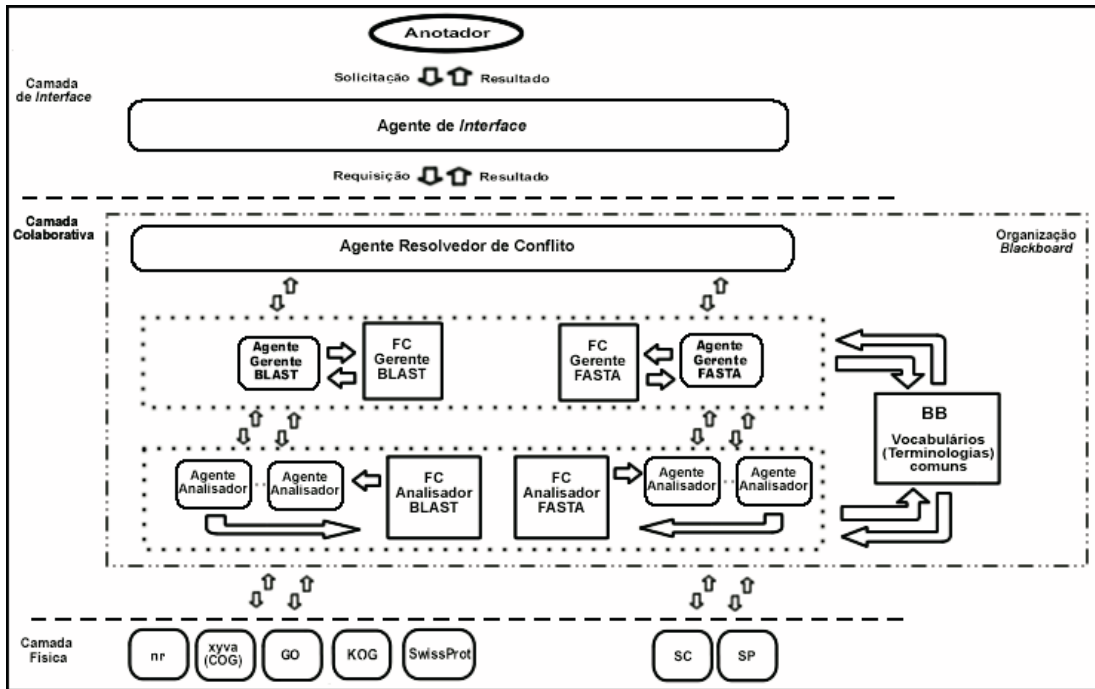 Anotador
Solicitação
Resultado
Camada
de Interface
Agente de Interface
Requisição
Resultado
Camada
Colaborativa
Agente Resolvedor de Conflito
Organização
Blackboard
Agente
Gerente
BLAST
FC
Gerente
BLAST
FC
Gerente
FASTA
Agente
Gerente
FASTA
BB
Vocabulários
(Terminologias)
comuns
Agente
Analisador
Agente
Analisador
FC
Analisador
BLAST
FC
Analisador
FASTA
Agente
Analisador
Agente
Analisador
Camada
Física
nr
xyva
(COG)
GO
KOG
SwissProt
SC
SP